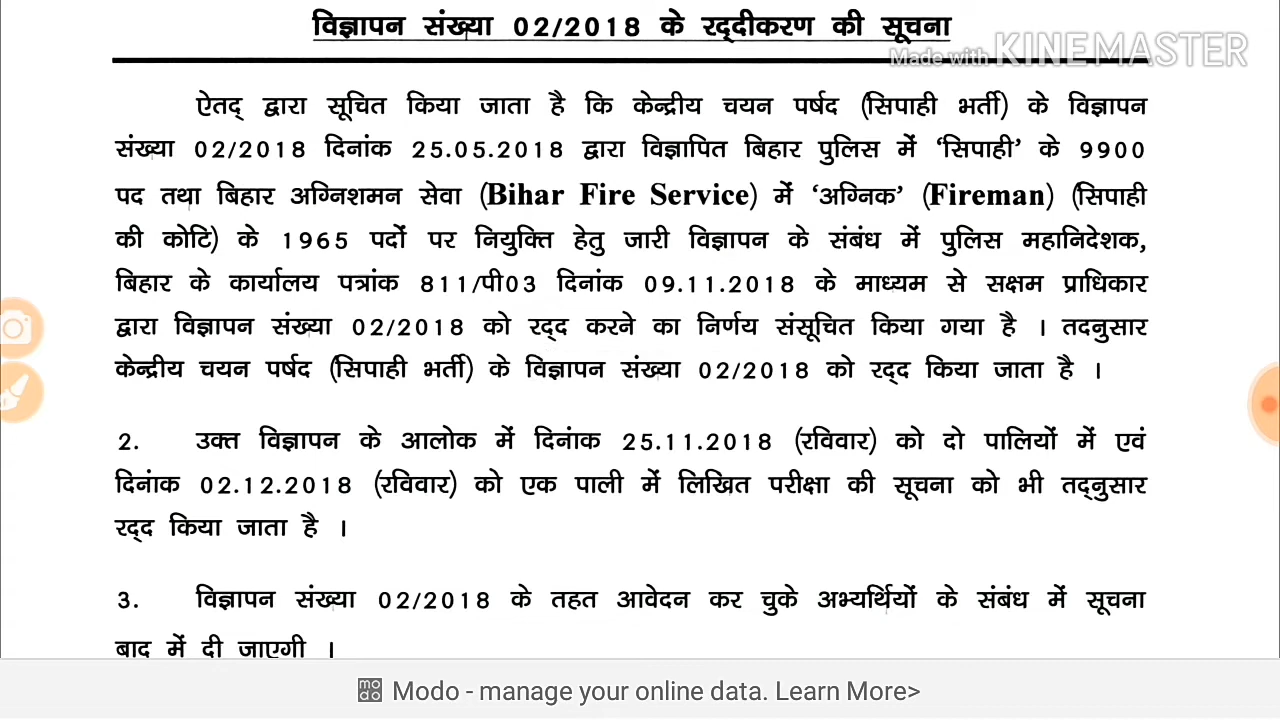 विज्ञापन संख्या 02/2018 के रद्दीकरण की सूचना
Made with KINEMASTER
ऐतद् द्वारा सूचित किया जाता है कि केन्द्रीय चयन पर्षद (सिपाही भर्ती) के विज्ञापन
संख्या 02/2018 दिनांक 25.05.2018 द्वारा विज्ञापित बिहार पुलिस में ‘सिपाही’ के 9900
पद तथा बिहार अग्निशमन सेवा (Bihar Fire Service) में ‘अग्निक’ (Fireman) (सिपाही
की कोटि) के 1965 पदों पर नियुक्ति हेतु जारी विज्ञापन के संबंध में पुलिस महानिदेशक,
बिहार के कार्यालय पत्रांक 811/पी03 दिनांक 09.11.2018 के माध्यम से सक्षम प्राधिकार
द्वारा विज्ञापन संख्या 02/2018 को रद्द करने का निर्णय संसूचित किया गया है । तदनुसार
केन्द्रीय चयन पर्षद (सिपाही भर्ती) के विज्ञापन संख्या 02/2018 को रद्द किया जाता है ।
2. उक्त विज्ञापन के आलोक में दिनांक 25.11.2018 (रविवार) को दो पालियों में एवं
दिनांक 02.12.2018 (रविवार) को एक पाली में लिखित परीक्षा की सूचना को भी तद्नुसार
रद्द किया जाता है ।
3. विज्ञापन संख्या 02/2018 के तहत आवेदन कर चुके अभ्यर्थियों के संबंध में सूचना
बाद में दी जाएगी ।
modo Modo - manage your online data. Learn More>